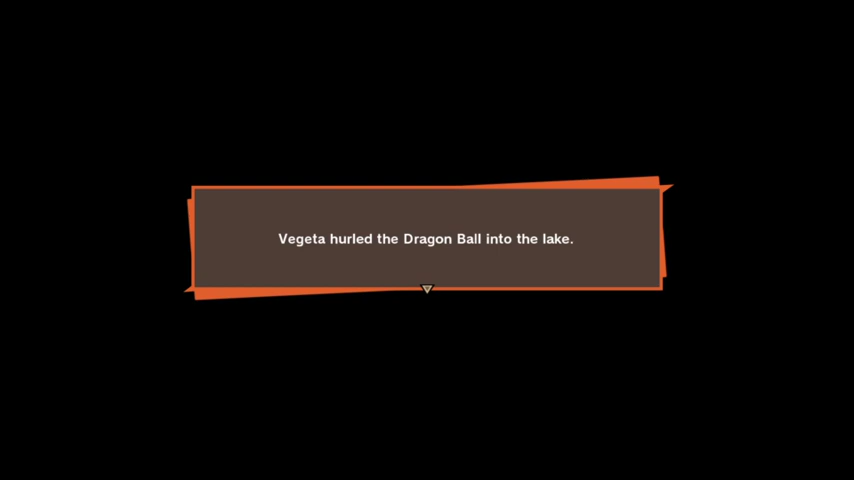 Vegeta hurled the Dragon Ball into the lake.